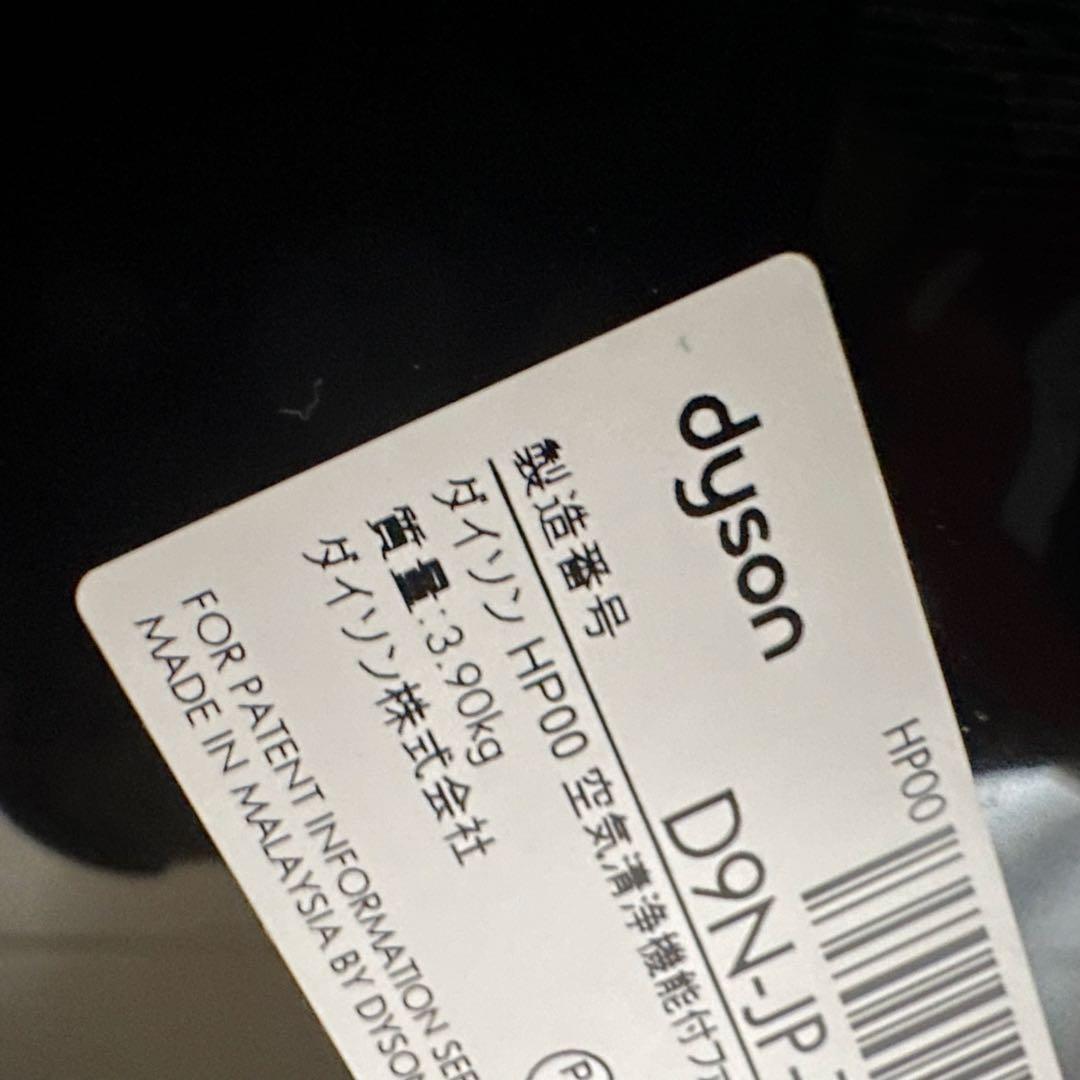 dyson
HP00
製造番号 D9N-JP-
ダイソン HP00 空気清浄機能付フ
質量:3.90kg
ダイソン株式会社
FOR PATENT INFORMATION SE
MADE IN MALAYSIA BY DYSON
P